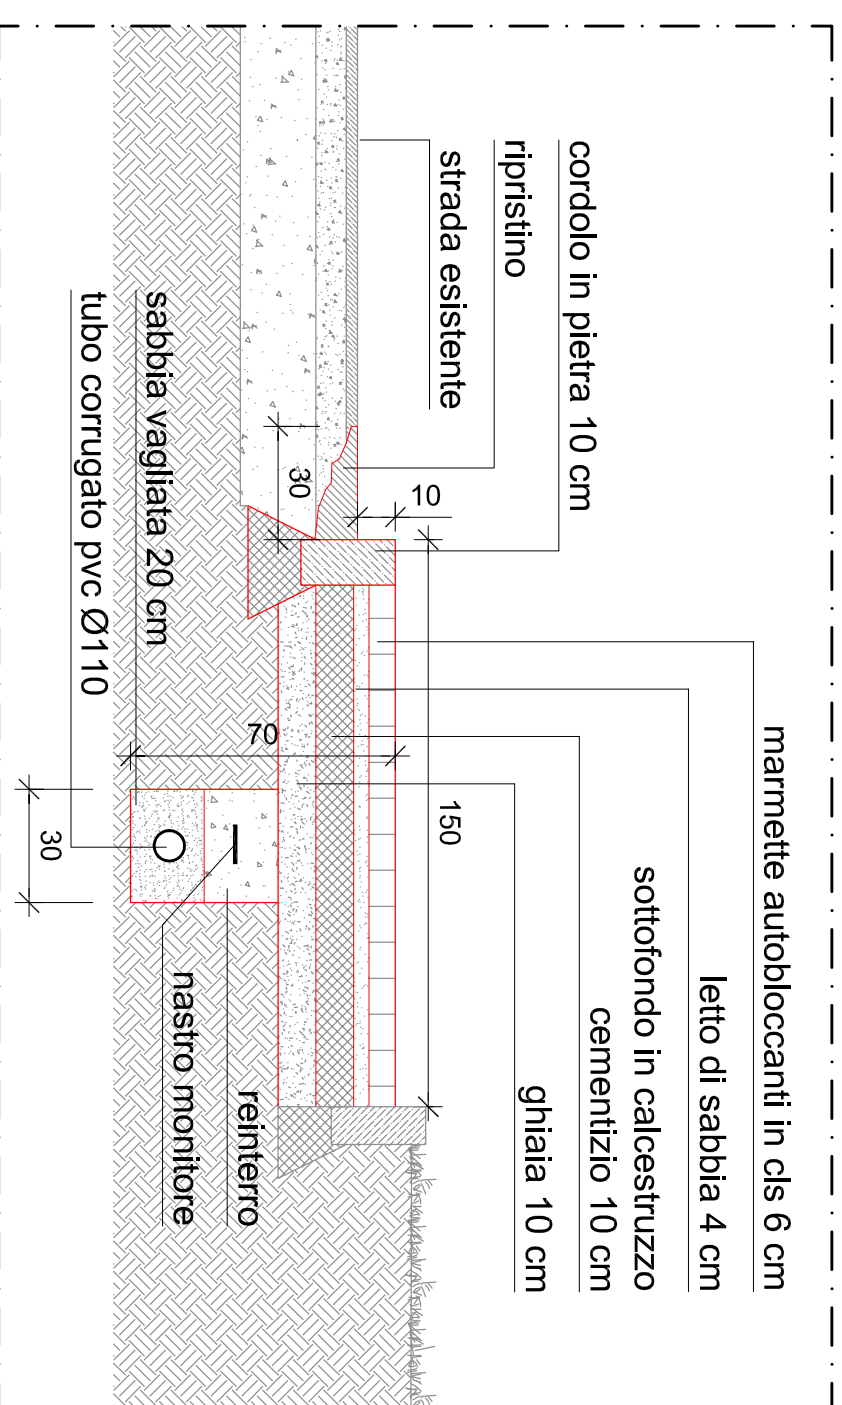 marmette autobloccanti in cls 6 cm
letto di sabbia 4 cm
sottofondo in calcestruzzo
cementizio 10 cm
ghiaia 10 cm
cordolo in pietra 10 cm
ripristino
strada esistente
10
150
30
70
sabbia vagliata 20 cm
tubo corrugato pvc Ø110
reinterro
nastro monitore
30